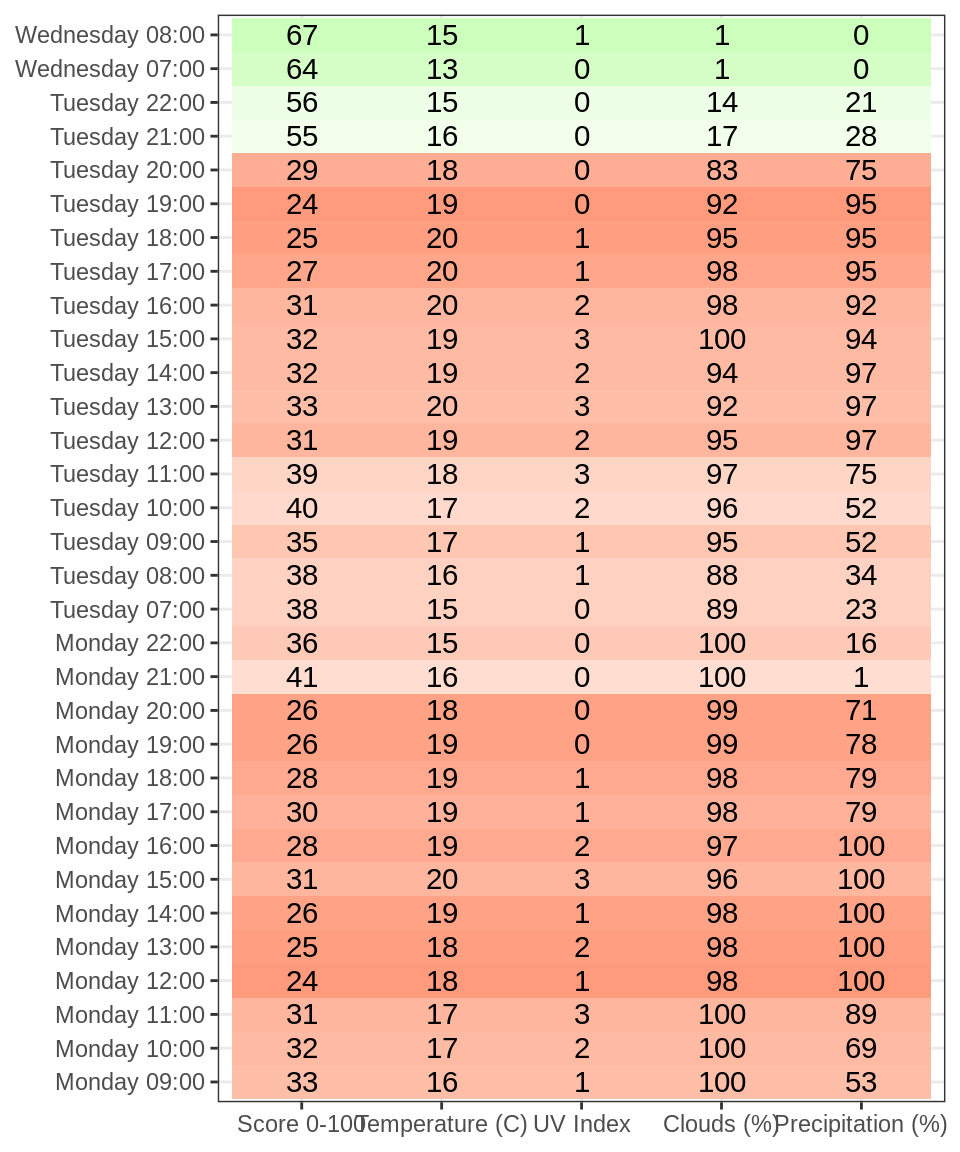 Wednesday 08:00 67 15 1 1 0
Wednesday 07:00 64 13 0 1 0
Tuesday 22:00 56 15 0 14 21
Tuesday 21:00 55 16 0 17 28
Tuesday 20:00 29 18 0 83 75
Tuesday 19:00 24 19 0 92 95
Tuesday 18:00 25 20 1 95 95
Tuesday 17:00 27 20 1 98 95
Tuesday 16:00 31 20 2 98 92
Tuesday 15:00 32 19 3 100 94
Tuesday 14:00 32 19 2 94 97
Tuesday 13:00 33 20 3 92 97
Tuesday 12:00 31 19 2 95 97
Tuesday 11:00 39 18 3 97 75
Tuesday 10:00 40 17 2 96 52
Tuesday 09:00 35 17 1 95 52
Tuesday 08:00 38 16 1 88 34
Tuesday 07:00 38 15 0 89 23
Monday 22:00 36 15 0 100 16
Monday 21:00 41 16 0 100 1
Monday 20:00 26 18 0 99 71
Monday 19:00 26 19 0 99 78
Monday 18:00 28 19 1 98 79
Monday 17:00 30 19 1 98 79
Monday 16:00 28 19 2 97 100
Monday 15:00 31 20 3 96 100
Monday 14:00 26 19 1 98 100
Monday 13:00 25 18 2 98 100
Monday 12:00 24 18 1 98 100
Monday 11:00 31 17 3 100 89
Monday 10:00 32 17 2 100 69
Monday 09:00 33 16 1 100 53
Score 0-100 Temperature (C) UV Index Clouds (%) Precipitation (%)